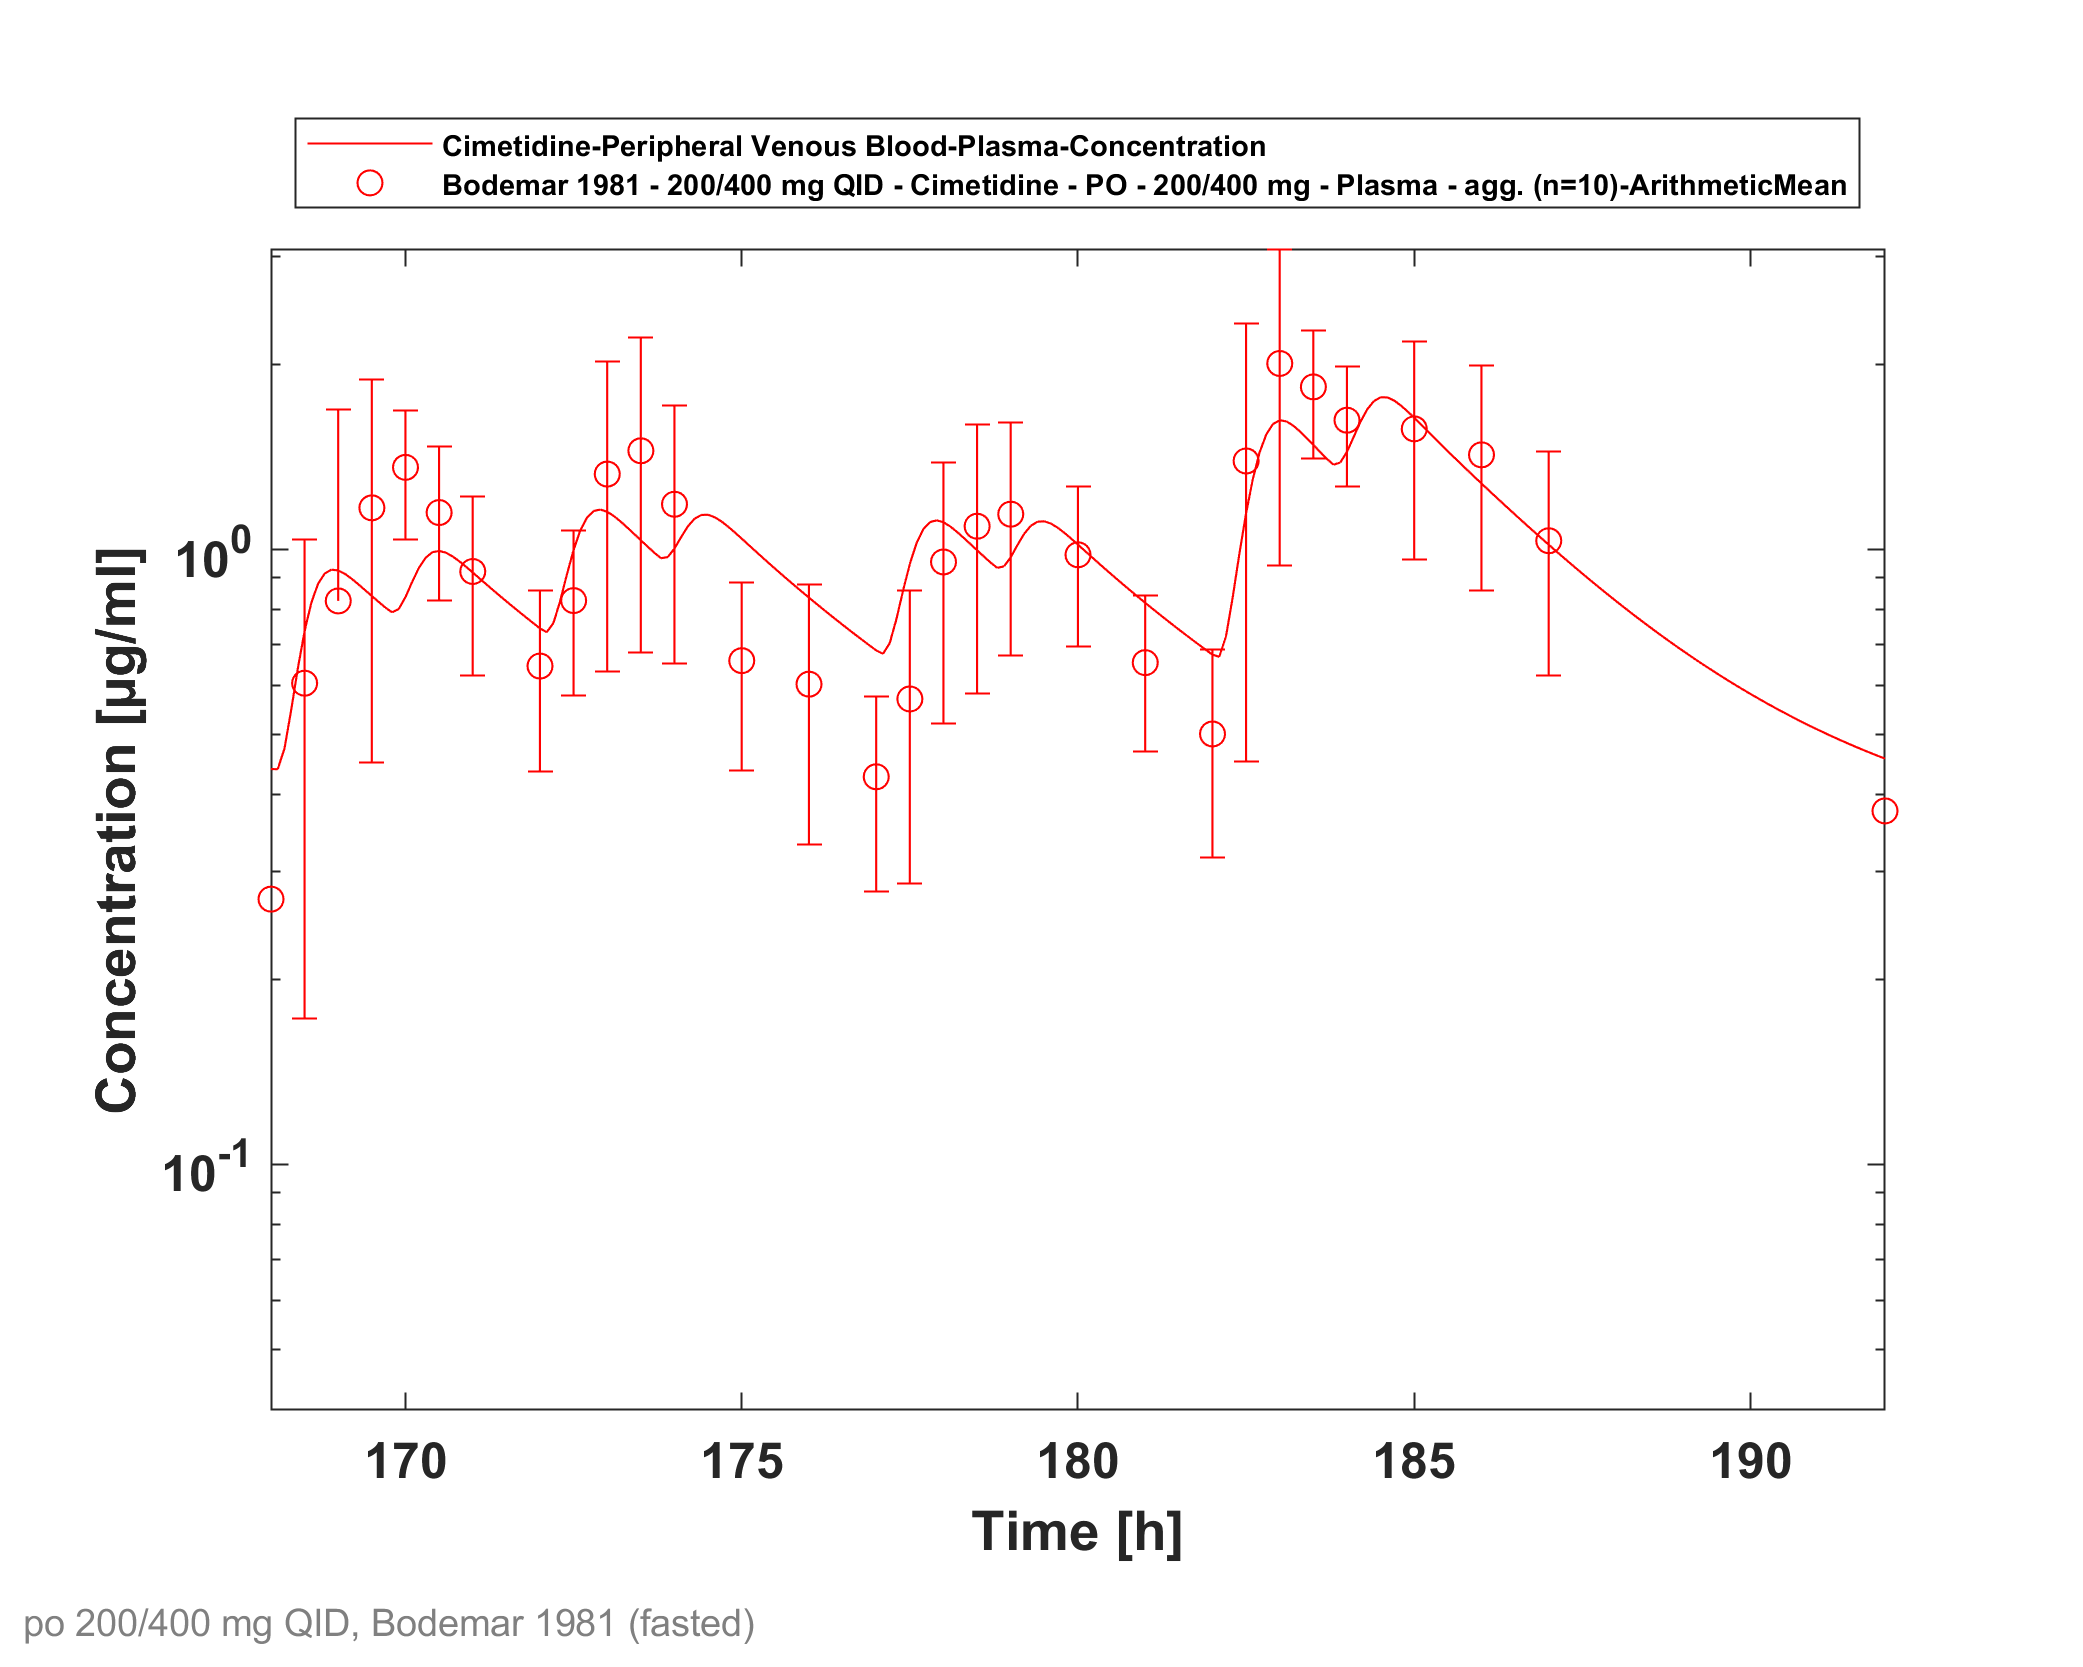 Cimetidine-Peripheral Venous Blood-Plasma-Concentration
Bodemar 1981 - 200/400 mg QID - Cimetidine - PO - 200/400 mg - Plasma - agg. (n=10)-ArithmeticMean
Concentration [µg/ml]
10⁰
10⁻¹
170 175 180 185 190
Time [h]
po 200/400 mg QID, Bodemar 1981 (fasted)